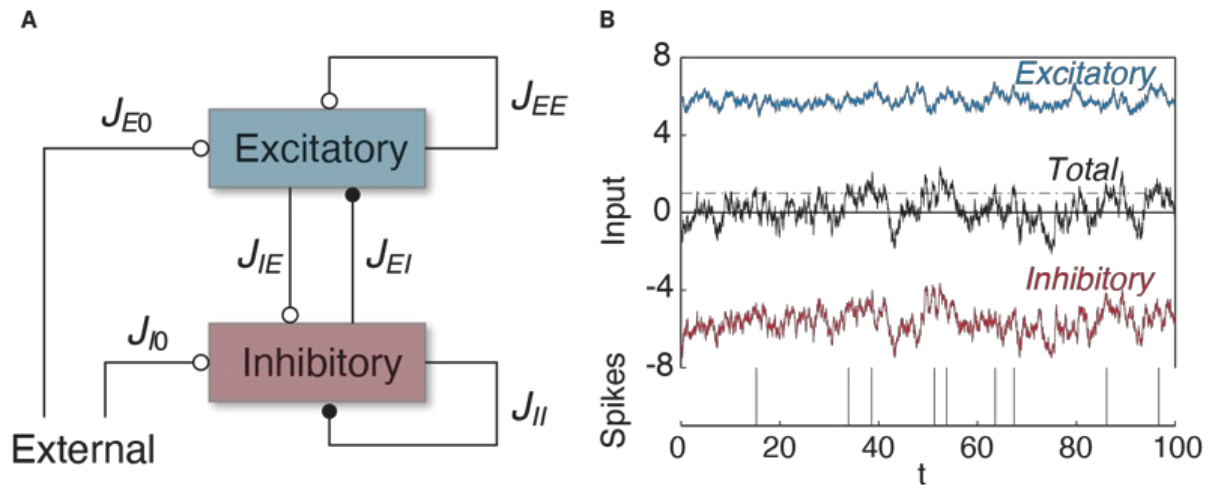 A
J_E0
J_EE
Excitatory
J_IE
J_EI
J_I0
Inhibitory
J_II
External
B
8
4
0
-4
-8
Input
Excitatory
Total
Inhibitory
Spikes
0 20 40 60 80 100
t